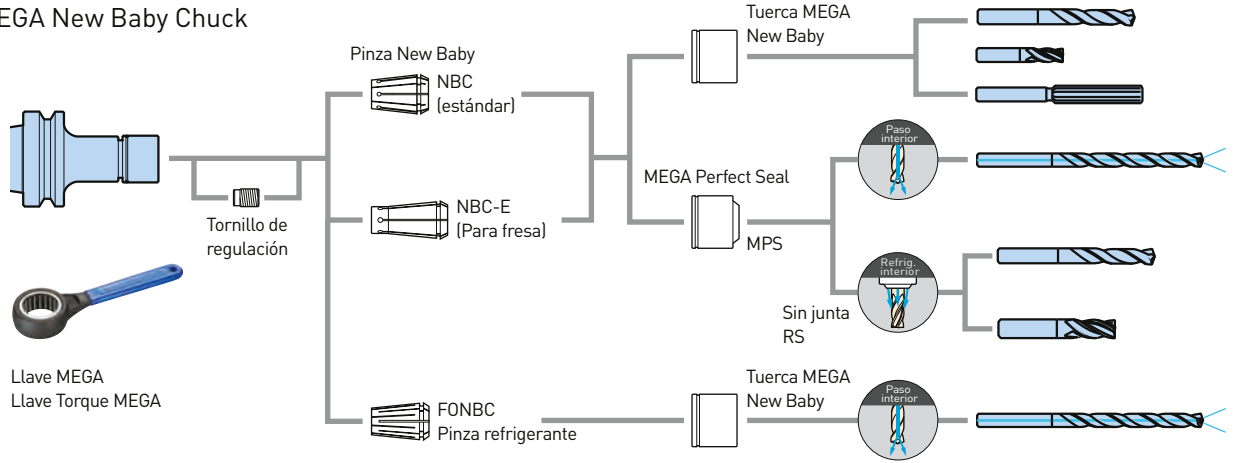 EGA New Baby Chuck
Pinza New Baby
NBC
(estándar)
NBC-E
(Para fresa)
Tornillo de
regulación
Llave MEGA
Llave Torque MEGA
FONBC
Pinza refrigerante
Tuerca MEGA
New Baby
MEGA Perfect Seal
MPS
Paso
interior
Refrig.
interior
Sin junta
RS
Tuerca MEGA
New Baby
Paso
interior